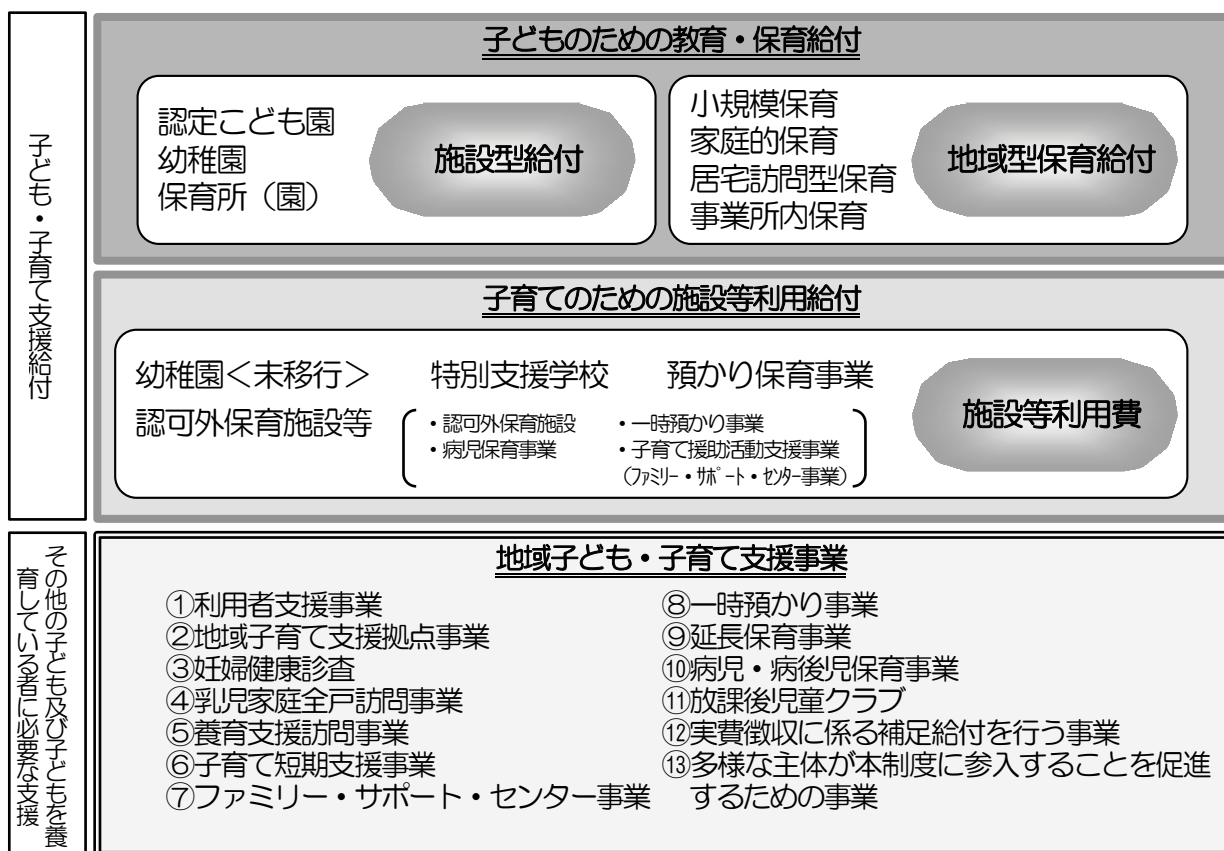 子ども・子育て支援給付
子どものための教育・保育給付
認定こども園
幼稚園
保育所（園）
施設型給付
小規模保育
家庭的保育
居宅訪問型保育
事業所内保育
地域型保育給付
子育てのための施設等利用給付
幼稚園＜未移行＞
特別支援学校
預かり保育事業
認可外保育施設等
・認可外保育施設
・病児保育事業
・一時預かり事業
・子育て援助活動支援事業
（ﾌｧﾐﾘｰ・ｻﾎﾟｰﾄ・ｾﾝﾀｰ事業）
施設等利用費
その他の子ども及び子どもを養
育している者に必要な支援
地域子ども・子育て支援事業
①利用者支援事業
②地域子育て支援拠点事業
③妊婦健康診査
④乳児家庭全戸訪問事業
⑤養育支援訪問事業
⑥子育て短期支援事業
⑦ファミリー・サポート・センター事業
⑧一時預かり事業
⑨延長保育事業
⑩病児・病後児保育事業
⑪放課後児童クラブ
⑫実費徴収に係る補足給付を行う事業
⑬多様な主体が本制度に参入することを促進
するための事業